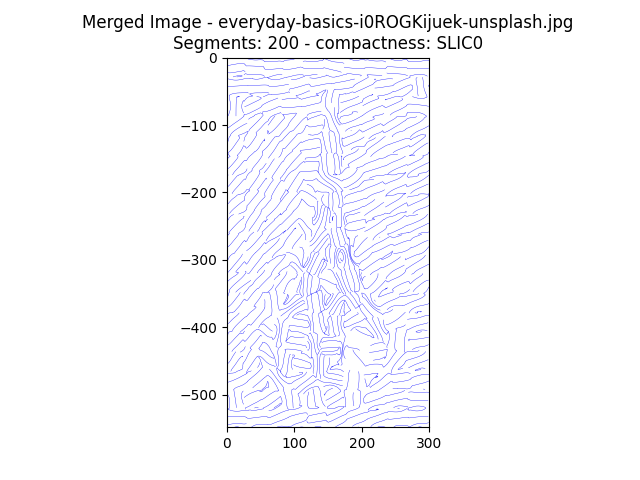 Merged Image - everyday-basics-i0ROGKijuek-unsplash.jpg
Segments: 200 - compactness: SLIC0
0
−100
−200
−300
−400
−500
0 100 200 300